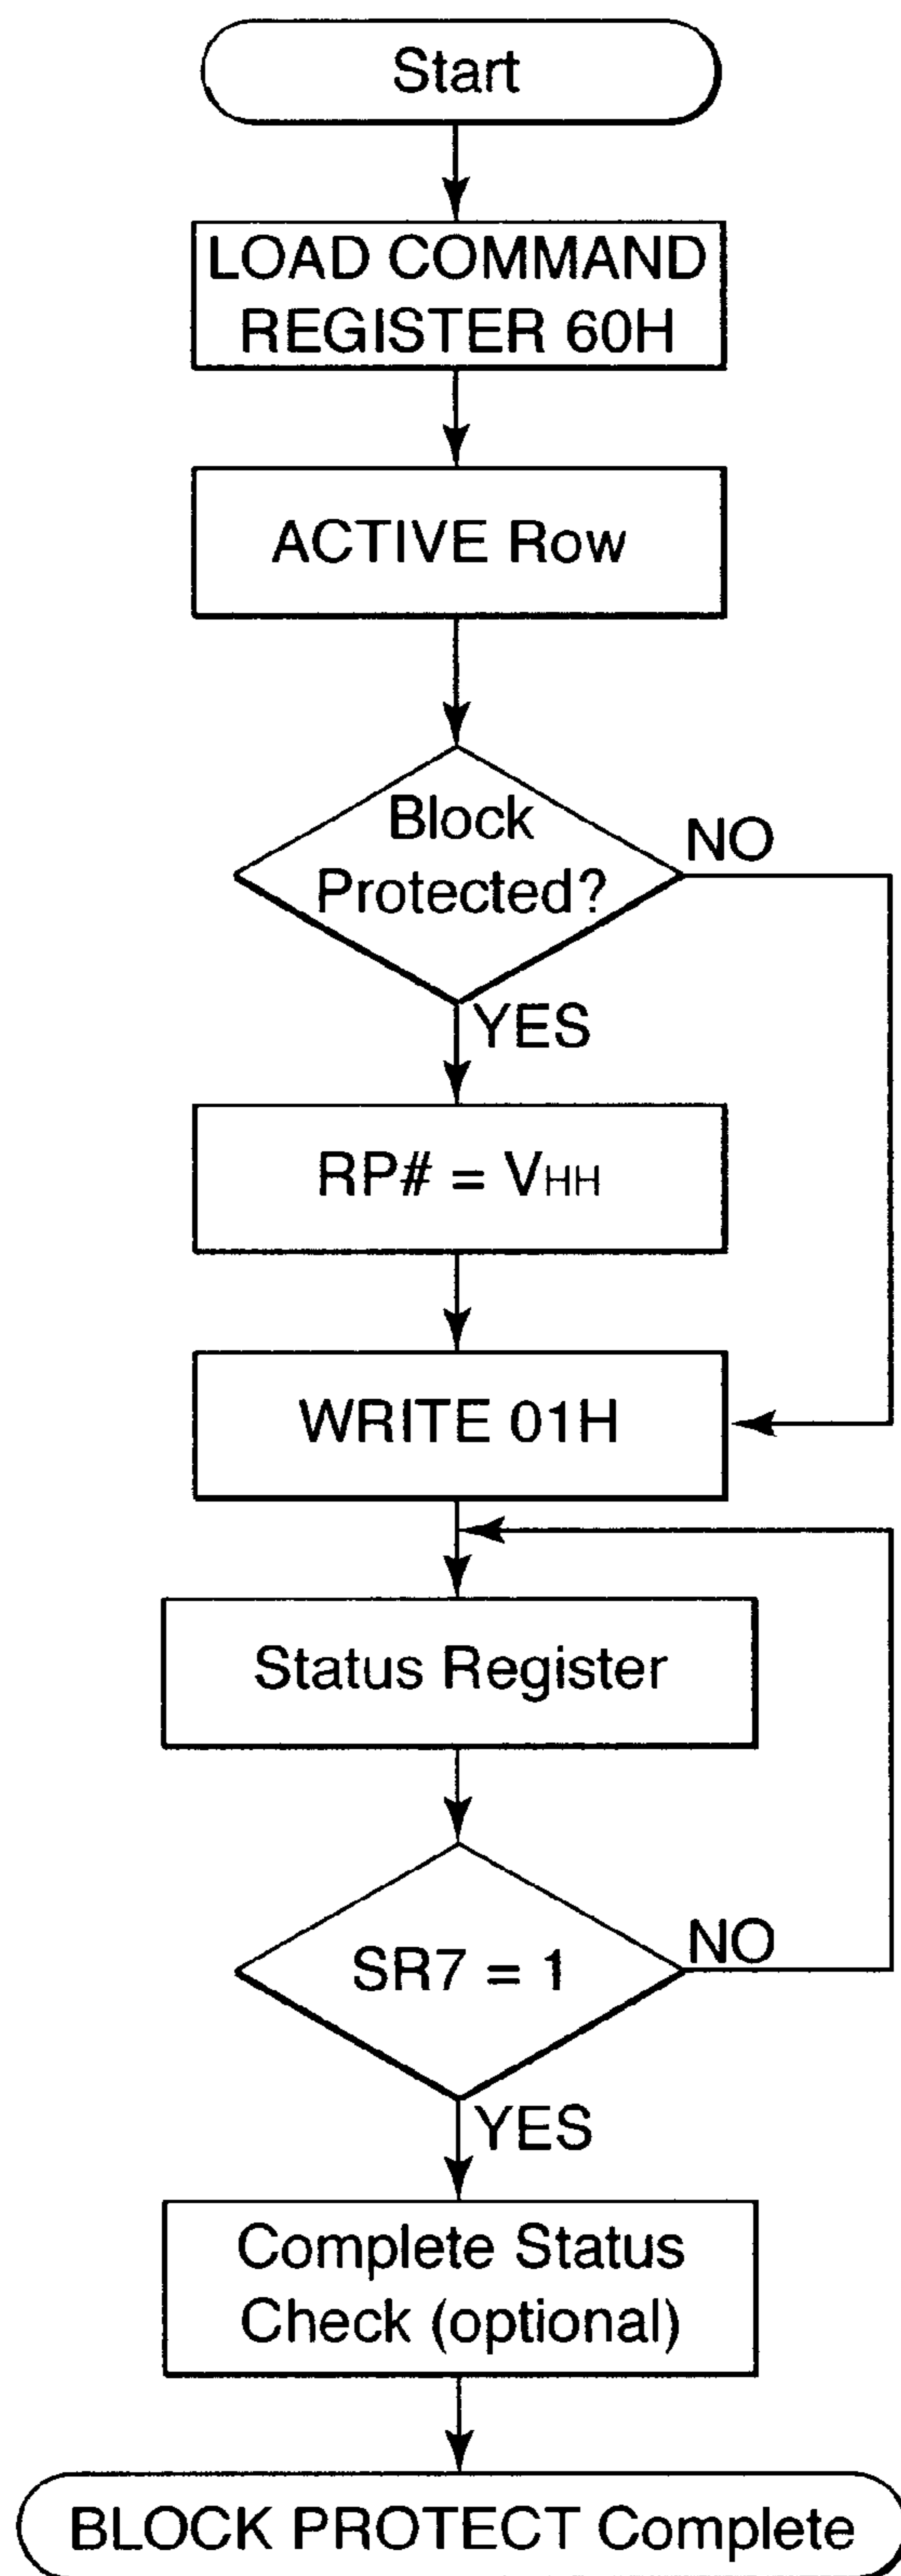 Start
LOAD COMMAND
REGISTER 60H
ACTIVE Row
Block
Protected?
NO
YES
RP# = VHH
WRITE 01H
Status Register
SR7 = 1
NO
YES
Complete Status
Check (optional)
BLOCK PROTECT Complete